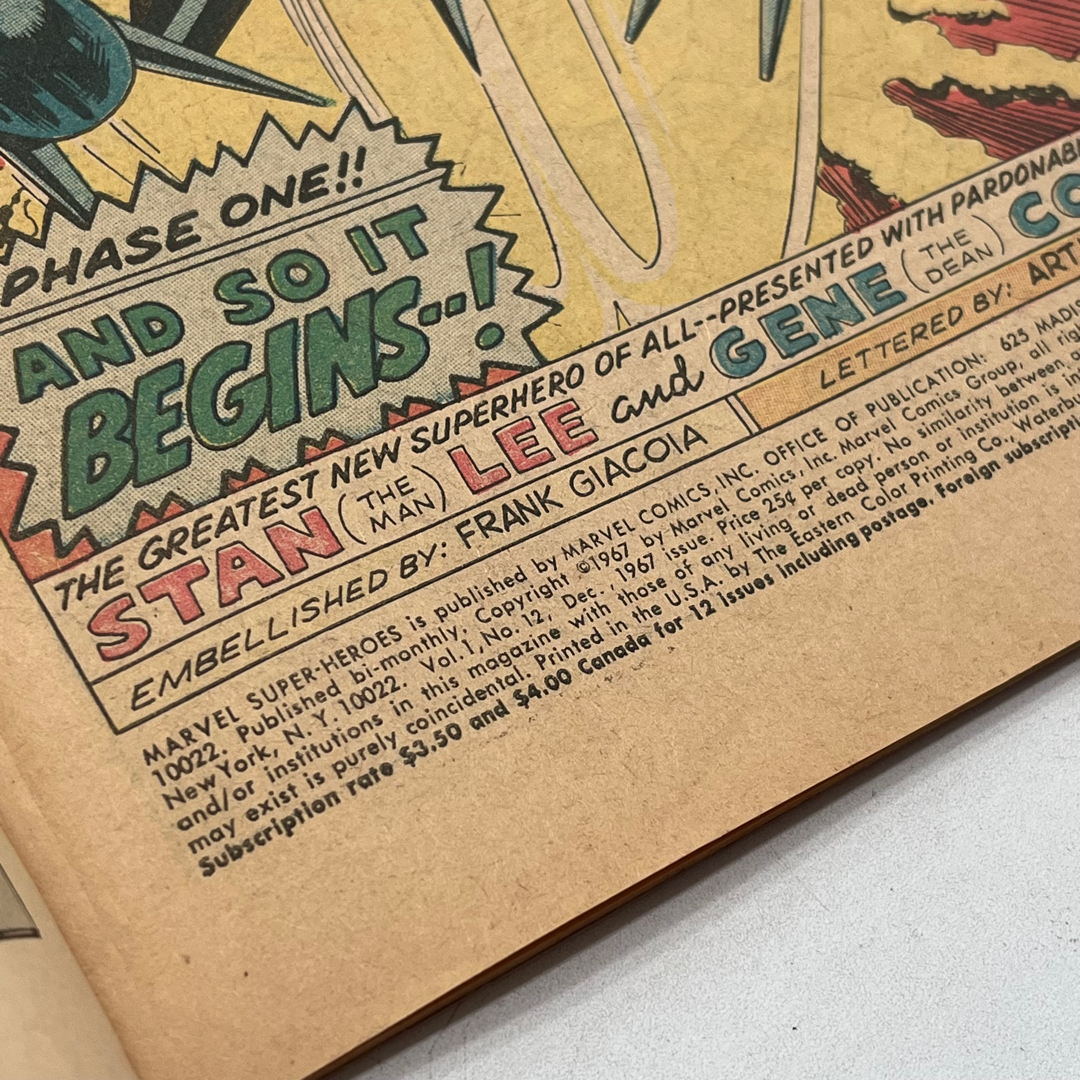 PHASE ONE!!
AND SO IT
BEGINS..!
THE GREATEST NEW SUPERHERO OF ALL--PRESENTED WITH PARDONABL
STAN (THE MAN) LEE and GENE (THE DEAN) CO
EMBELLISHED BY: FRANK GIACOIA LETTERED BY: ART
MARVEL SUPER-HEROES is published by MARVEL COMICS, INC. OFFICE OF PUBLICATION: 625 MADIS
10022. Published bi-monthly, Copyright ©1967 by Marvel Comics, Inc. Marvel Comics Group, all rig
New York, N. Y. 10022. Vol. 1, No. 12, Dec., 1967 issue. Price 25¢ per copy. No similarity between, a
and/or institutions in this magazine with those of any living or dead person or institution is in
may exist is purely coincidental. Printed in the U.S.A. by The Eastern Color Printing Co., Waterbu
Subscription rate $3.50 and $4.00 Canada for 12 issues including postage. Foreign subscripti